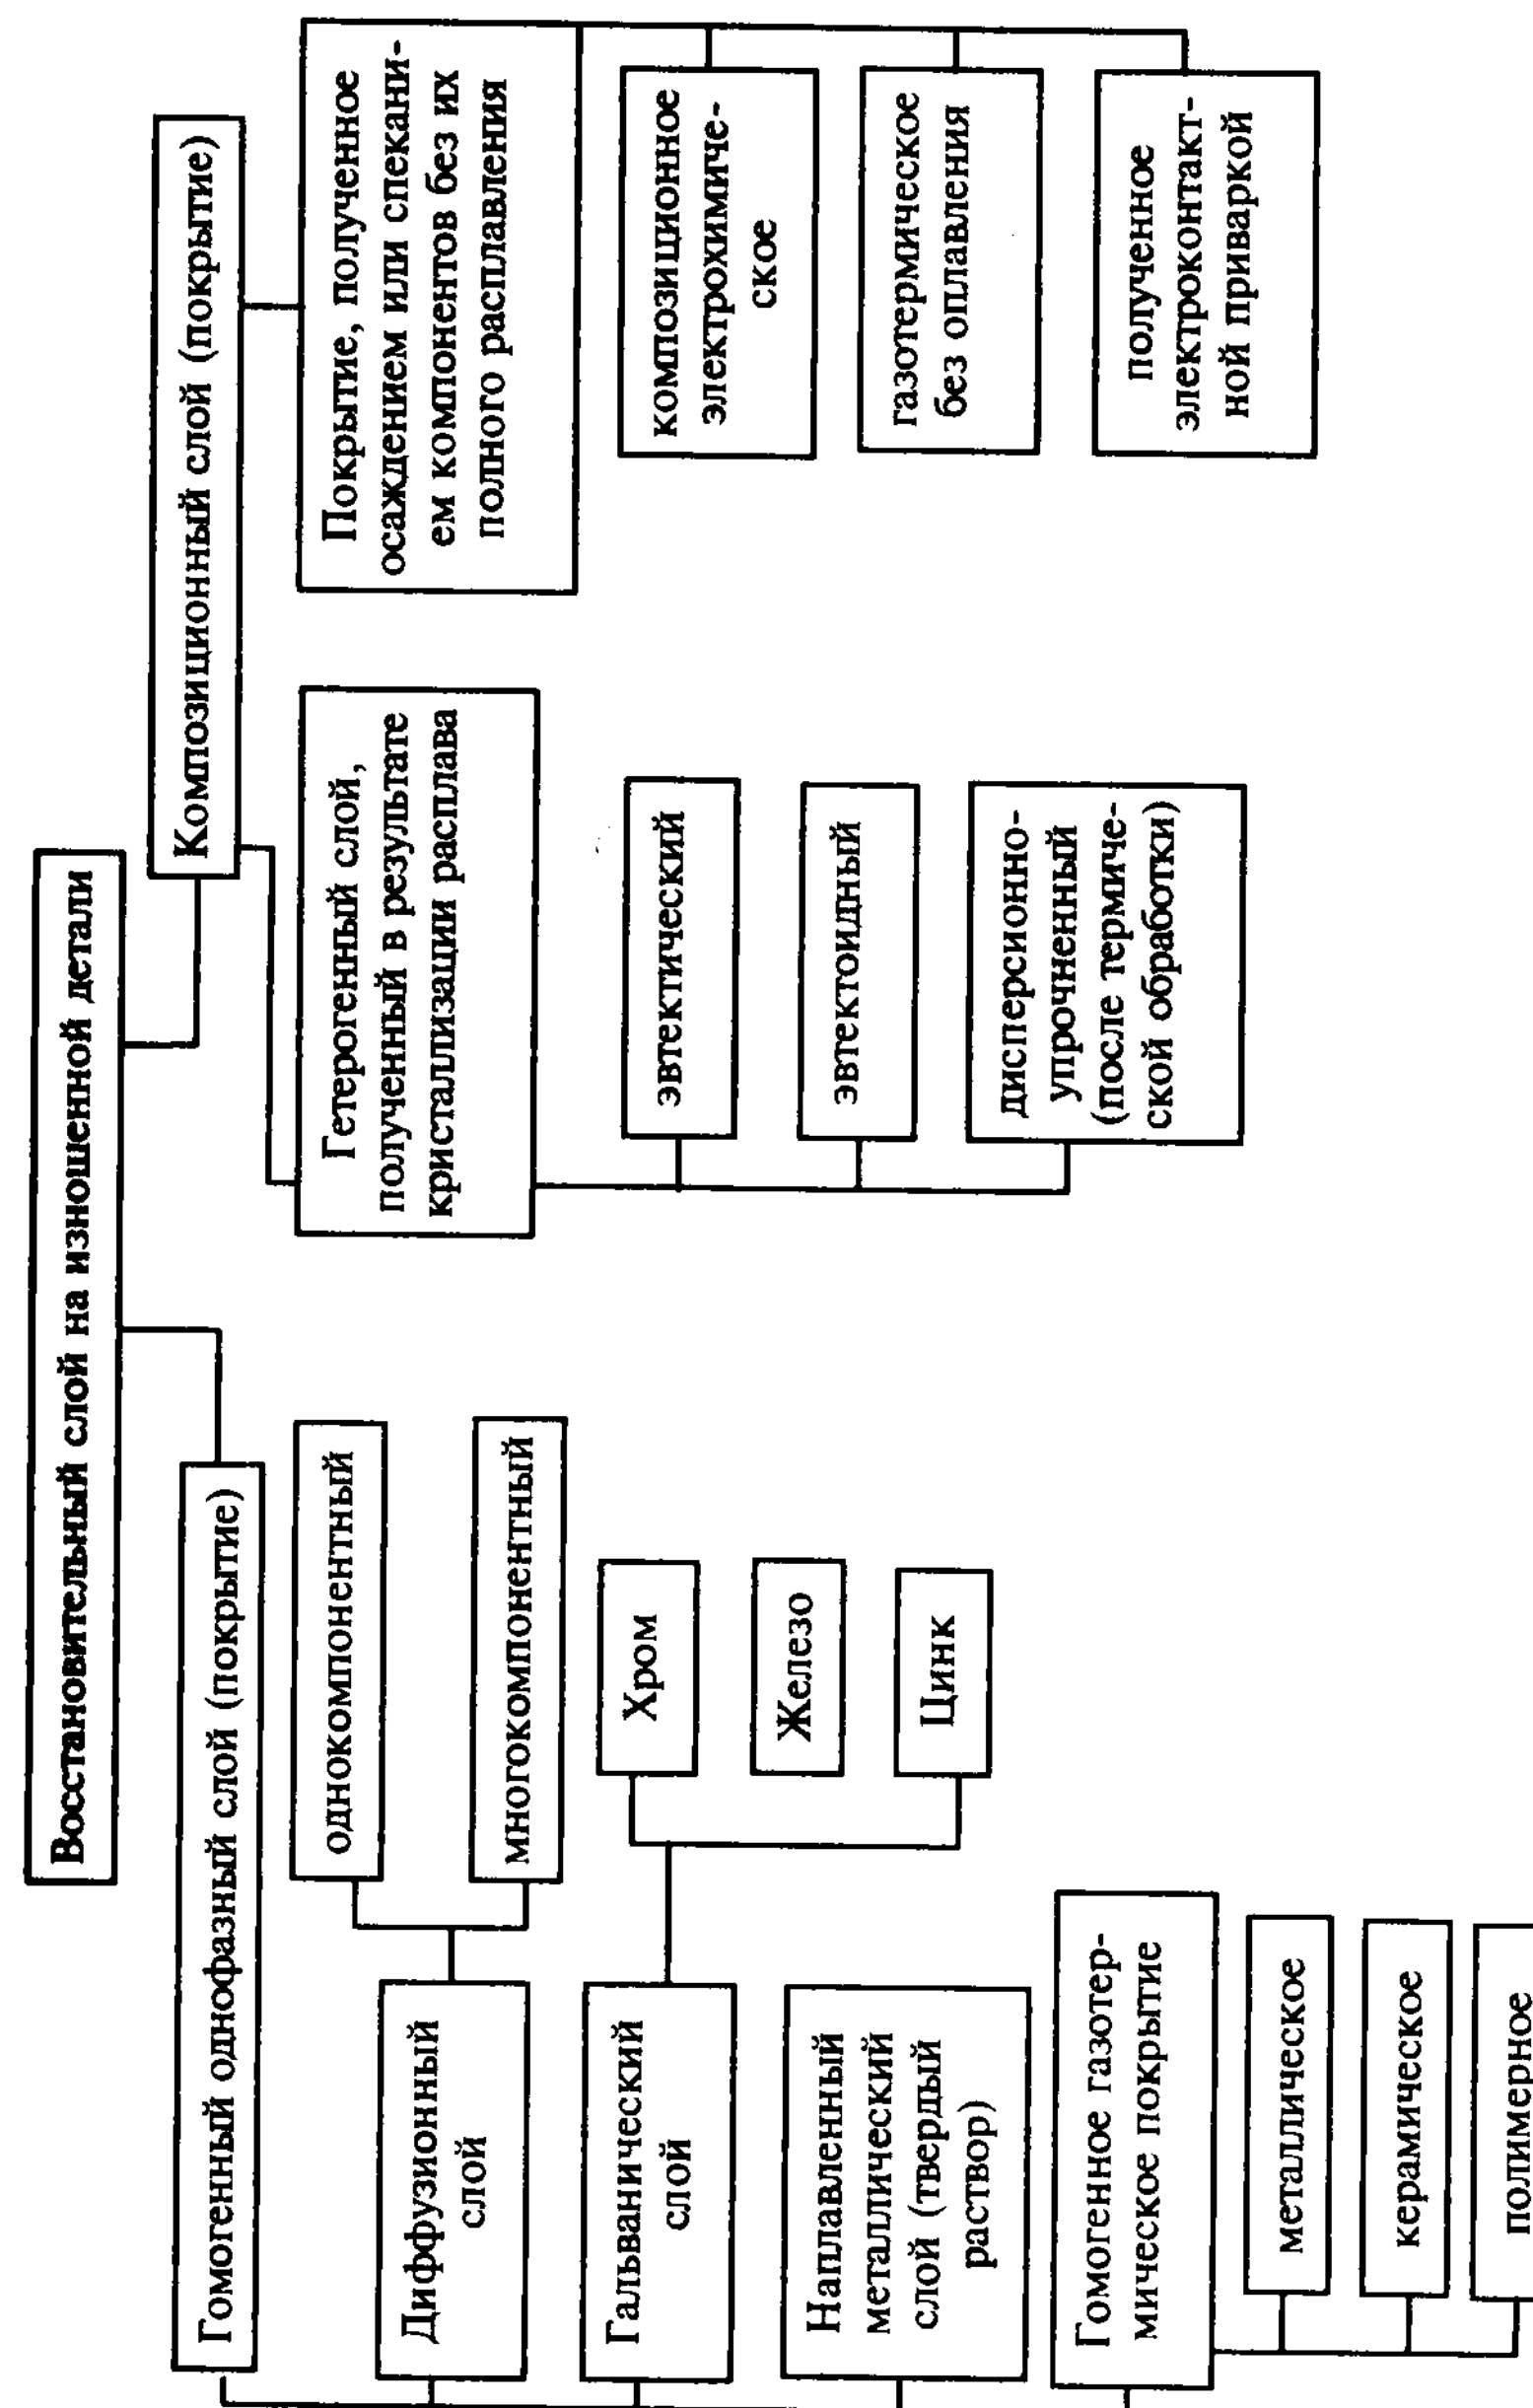 Восстановительный слой на изношенной детали
Гомогенный однофазный слой (покрытие)
Диффузионный
слой
однокомпонентный
многокомпонентный
Гальванический
слой
Хром
Железо
Цинк
Наплавленный
металлический
слой (твердый
раствор)
Гомогенное газотер-
мическое покрытие
металлическое
керамическое
полимерное
Композиционный слой (покрытие)
Гетерогенный слой,
полученный в результате
кристаллизации расплава
эвтектический
эвтектоидный
дисперсионно-
упрочненный
(после термиче-
ской обработки)
Покрытие, полученное
осаждением или спекани-
ем компонентов без их
полного расплавления
композиционное
электрохимиче-
ское
газотермическое
без оплавления
полученное
электроконтакт-
ной приваркой